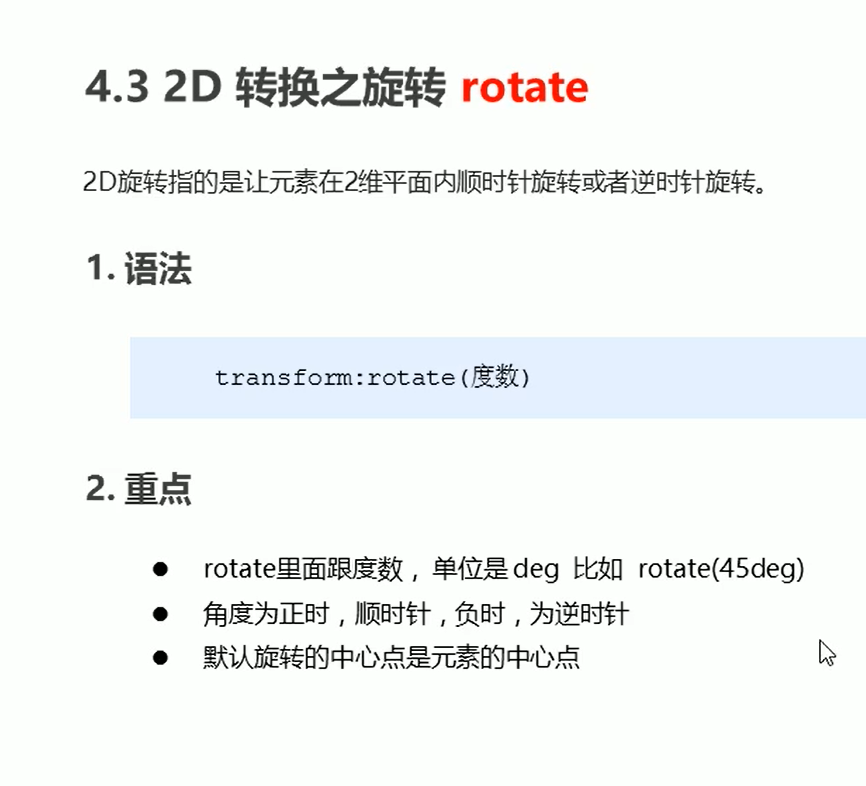 4.3 2D 转换之旋转 rotate
2D旋转指的是让元素在2维平面内顺时针旋转或者逆时针旋转。
1. 语法
transform:rotate(度数)
2. 重点
● rotate里面跟度数，单位是deg 比如 rotate(45deg)
● 角度为正时，顺时针，负时，为逆时针
● 默认旋转的中心点是元素的中心点